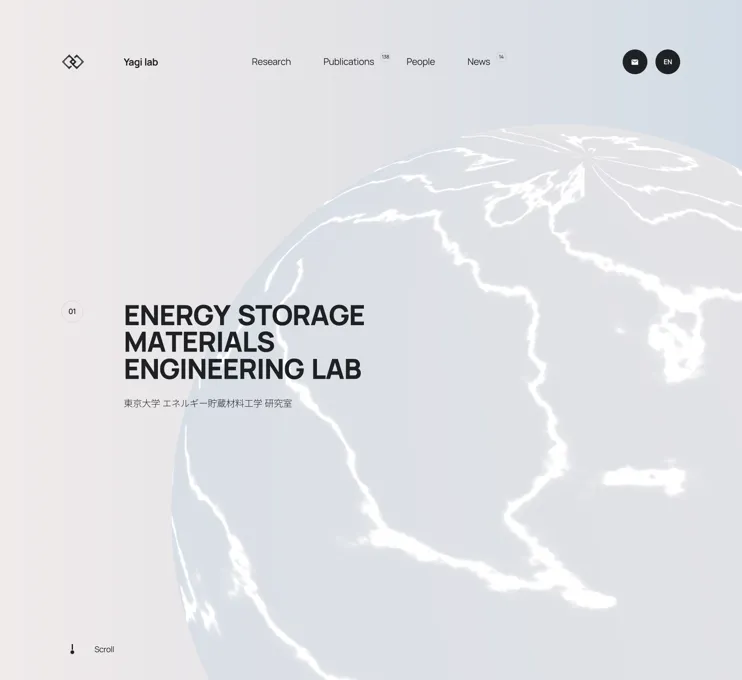 Yagi lab
Research
Publications 138
People
News 14
EN
01
ENERGY STORAGE
MATERIALS
ENGINEERING LAB
東京大学 エネルギー貯蔵材料工学 研究室
Scroll